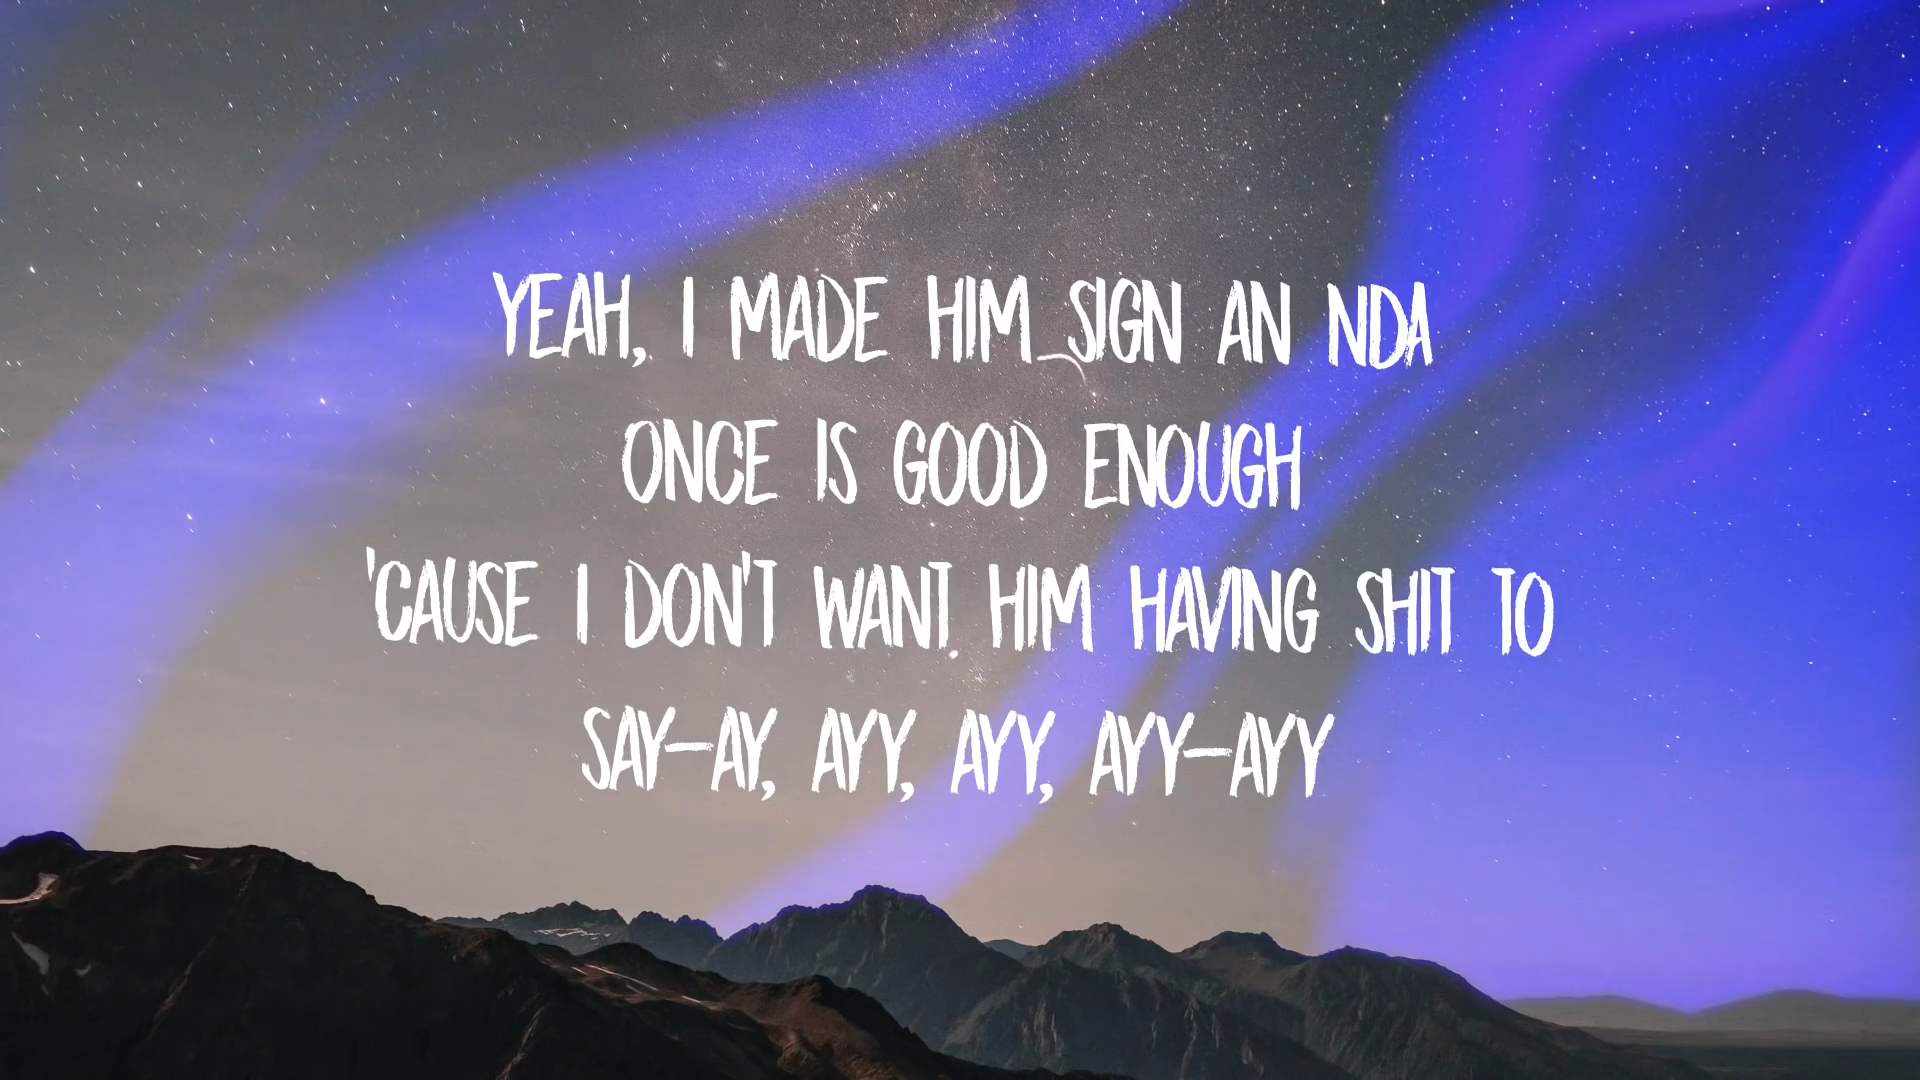 YEAH, I MADE HIM SIGN AN NDA
ONCE IS GOOD ENOUGH
'CAUSE I DON'T WANT HIM HAVING SHIT TO
SAY-AY, AYY, AYY, AYY-AYY